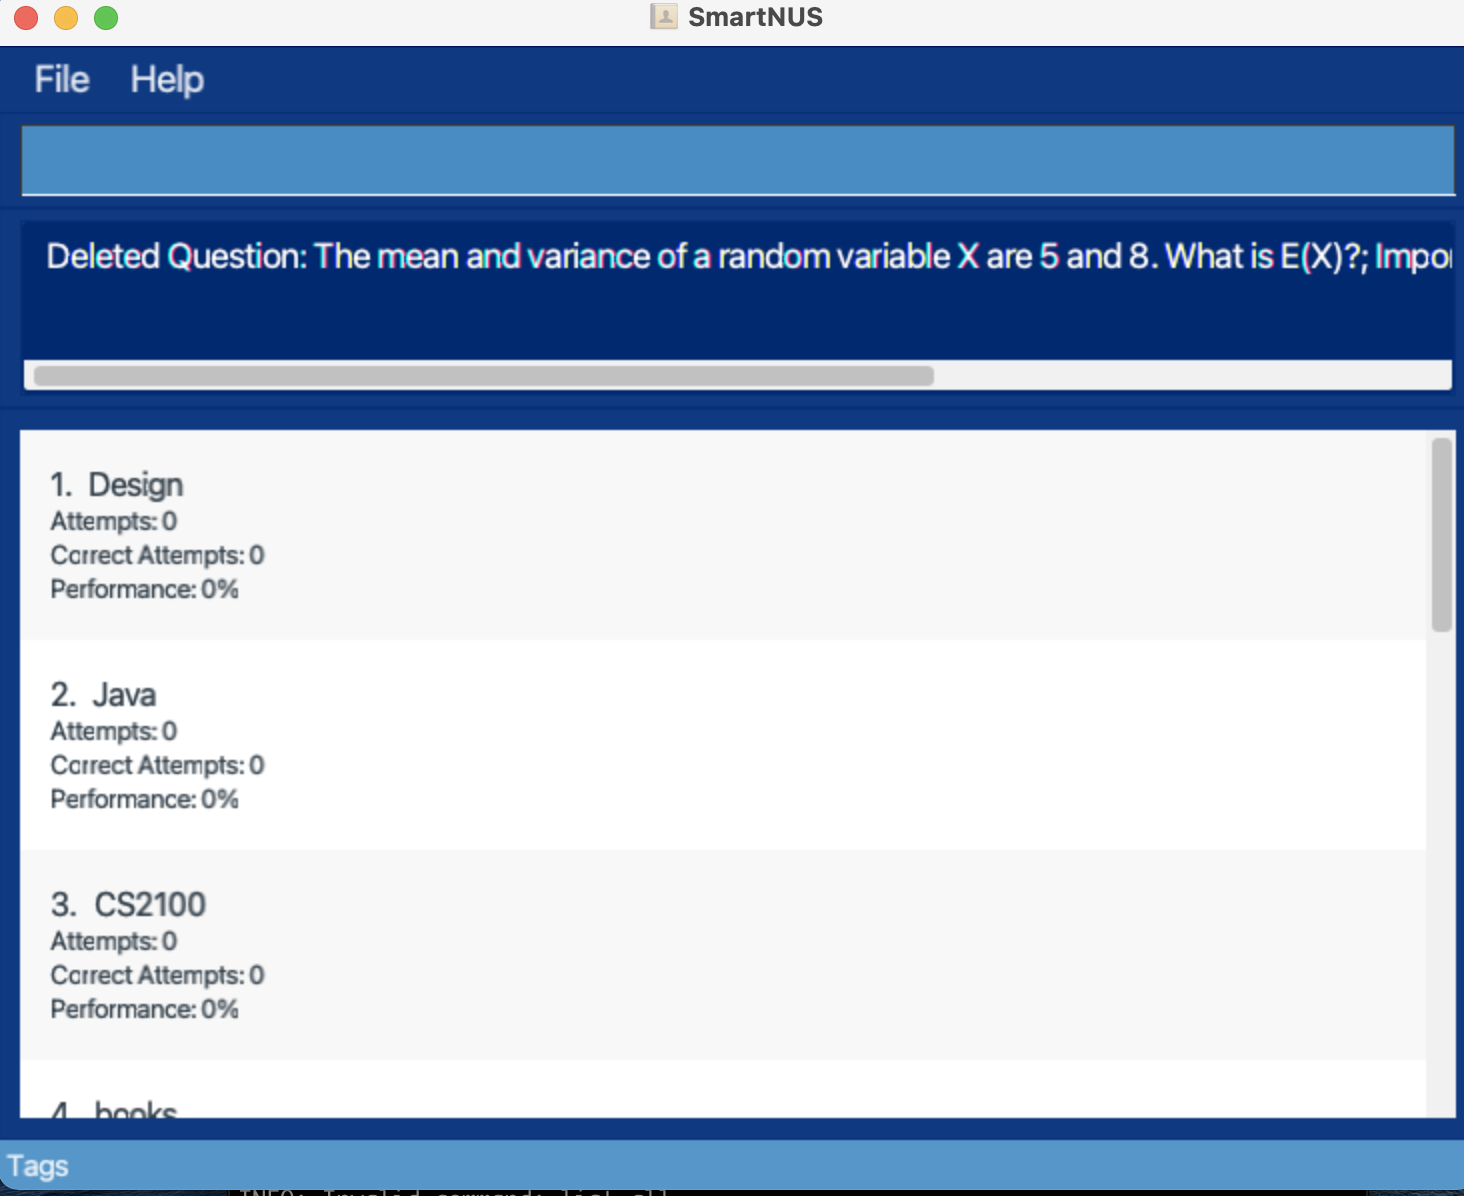 SmartNUS
File Help
Deleted Question: The mean and variance of a random variable X are 5 and 8. What is E(X)?; Impor
1. Design
Attempts: 0
Correct Attempts: 0
Performance: 0%
2. Java
Attempts: 0
Correct Attempts: 0
Performance: 0%
3. CS2100
Attempts: 0
Correct Attempts: 0
Performance: 0%
4. books
Tags